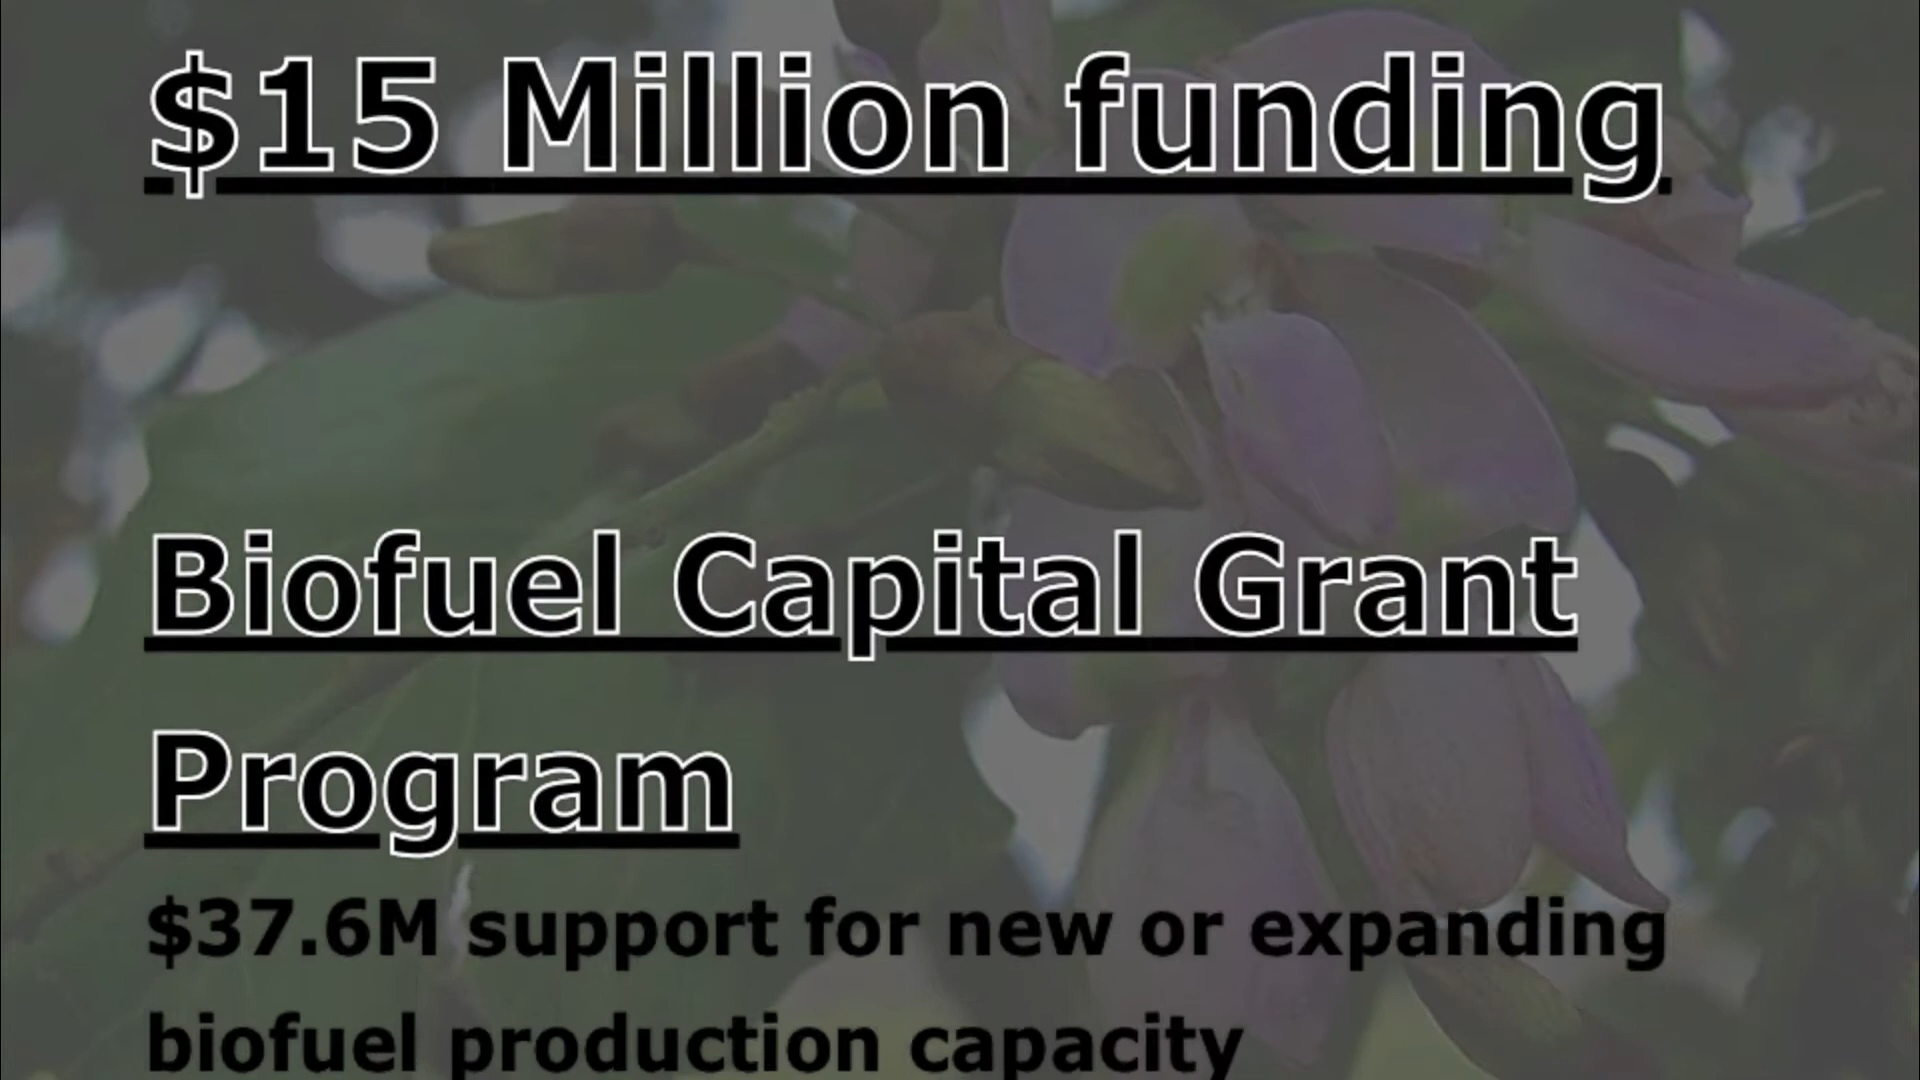 $15 Million funding
Biofuel Capital Grant
Program
$37.6M support for new or expanding
biofuel production capacity